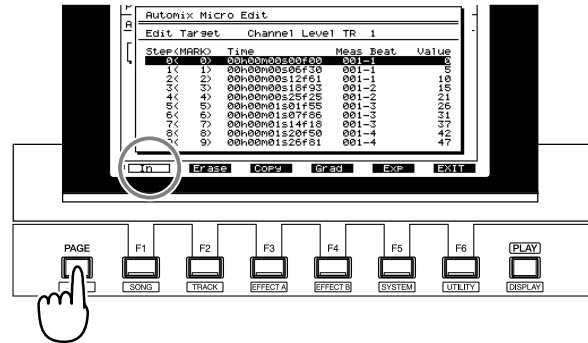 Automix Micro Edit
Edit Target Channel Level TR 1
Step(MARK) Time Meas Beat Value
0( 0) 00h00m00s00f00 001-1 0
1( 1) 00h00m00s06f30 001-1 5
2( 2) 00h00m00s12f61 001-1 10
3( 3) 00h00m00s18f93 001-2 15
4( 4) 00h00m00s25f25 001-2 21
5( 5) 00h00m01s01f55 001-3 26
6( 6) 00h00m01s07f86 001-3 31
7( 7) 00h00m01s14f18 001-3 37
8( 8) 00h00m01s20f50 001-4 42
9) 00h00m01s26f81 001-4 47
In Erase Copy Grad Exp EXIT
PAGE F1 F2 F3 F4 F5 F6 PLAY
SONG TRACK EFFECT A EFFECT B SYSTEM UTILITY DISPLAY